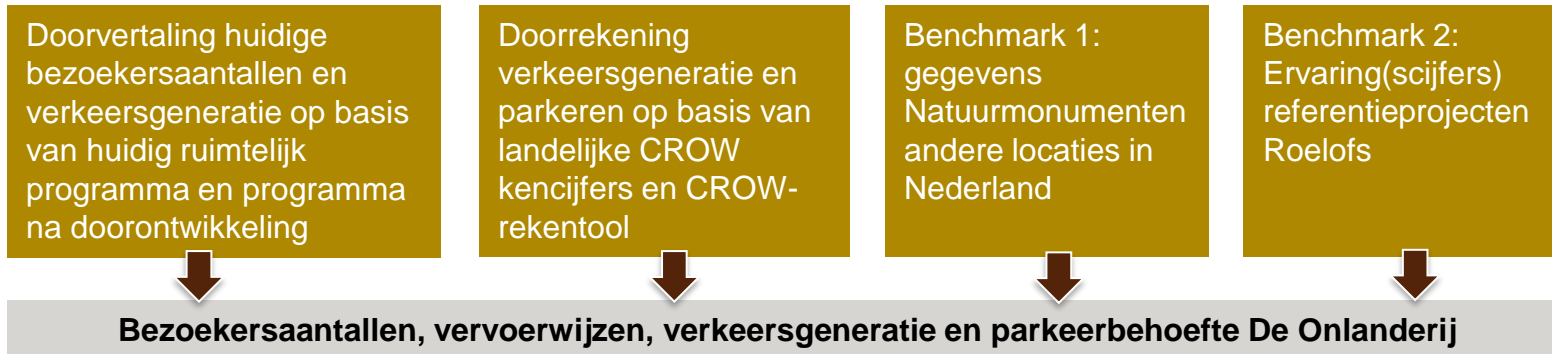 Doorvertaling huidige
bezoekersaantallen en
verkeersgeneratie op basis
van huidig ruimtelijk
programma en programma
na doorontwikkeling
Doorrekening
verkeersgeneratie en
parkeren op basis van
landelijke CROW
kencijfers en CROW-
rekentool
Benchmark 1:
gegevens
Natuurmonumenten
andere locaties in
Nederland
Benchmark 2:
Ervaring(scijfers)
referentieprojecten
Roelofs
Bezoekersaantallen, vervoerwijzen, verkeersgeneratie en parkeerbehoefte De Onlanderij